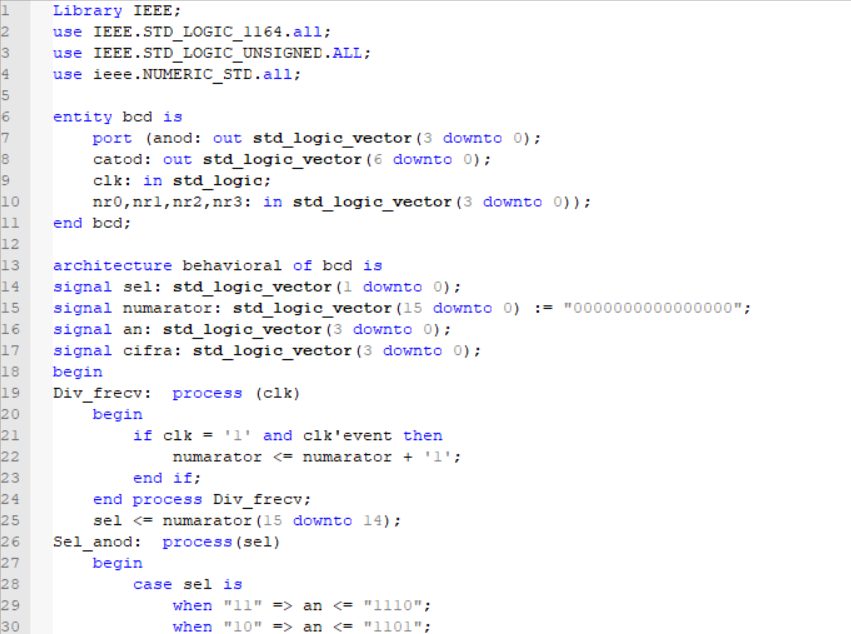 1 Library IEEE;
2 use IEEE.STD_LOGIC_1164.all;
3 use IEEE.STD_LOGIC_UNSIGNED.ALL;
4 use ieee.NUMERIC_STD.all;
5
6 entity bcd is
7 port (anod: out std_logic_vector(3 downto 0);
8 catod: out std_logic_vector(6 downto 0);
9 clk: in std_logic;
10 nr0,nr1,nr2,nr3: in std_logic_vector(3 downto 0));
11 end bcd;
12
13 architecture behavioral of bcd is
14 signal sel: std_logic_vector(1 downto 0);
15 signal numarator: std_logic_vector(15 downto 0) := "0000000000000000";
16 signal an: std_logic_vector(3 downto 0);
17 signal cifra: std_logic_vector(3 downto 0);
18 begin
19 Div_frecv: process (clk)
20 begin
21 if clk = '1' and clk'event then
22 numarator <= numarator + '1';
23 end if;
24 end process Div_frecv;
25 sel <= numarator(15 downto 14);
26 Sel_anod: process(sel)
27 begin
28 case sel is
29 when "11" => an <= "1110";
30 when "10" => an <= "1101";